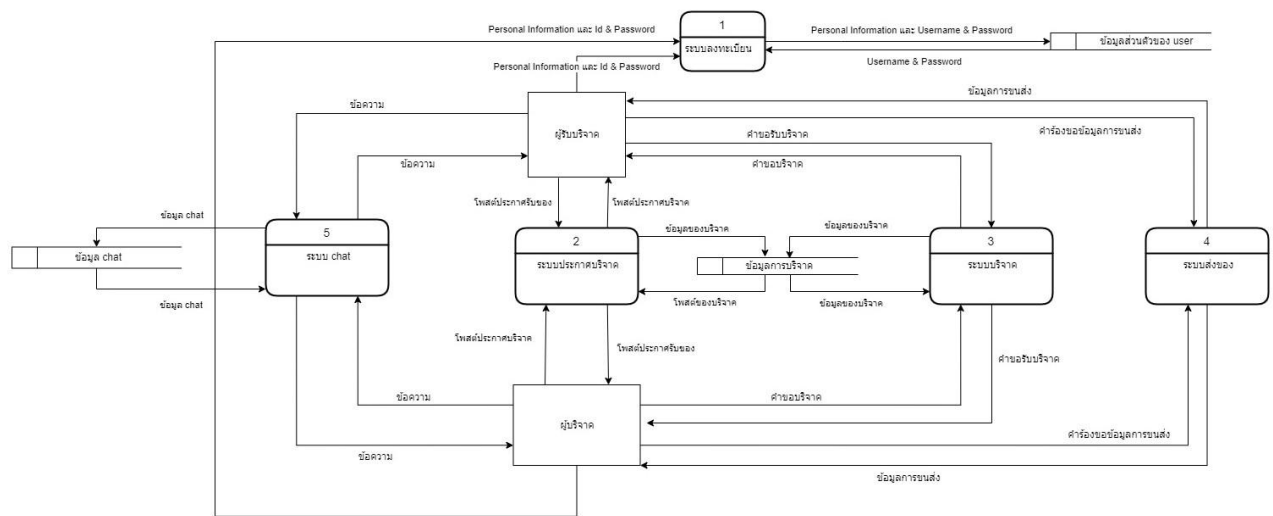 1
Personal Information และ Id & Password
Personal Information และ Username & Password
ระบบลงทะเบียน
ข้อมูลส่วนตัวของ user
Username & Password
Personal Information และ Id & Password
ข้อมูลการขนส่ง
ข้อความ
คำร้องขอข้อมูลการขนส่ง
ผู้รับบริจาค
คำขอรับบริจาค
ข้อความ
คำขอบริจาค
โพสต์ประกาศรับของ
โพสต์ประกาศบริจาค
ข้อมูล chat
5
ข้อมูลของบริจาค
ข้อมูลของบริจาค
2
3
4
ข้อมูล chat
ระบบ chat
ระบบประกาศบริจาค
ข้อมูลการบริจาค
ระบบบริจาค
ระบบส่งของ
ข้อมูล chat
โพสต์ของบริจาค
ข้อมูลของบริจาค
โพสต์ประกาศบริจาค
โพสต์ประกาศรับของ
คำขอรับบริจาค
ข้อความ
คำขอบริจาค
ผู้บริจาค
คำร้องขอข้อมูลการขนส่ง
ข้อความ
ข้อมูลการขนส่ง